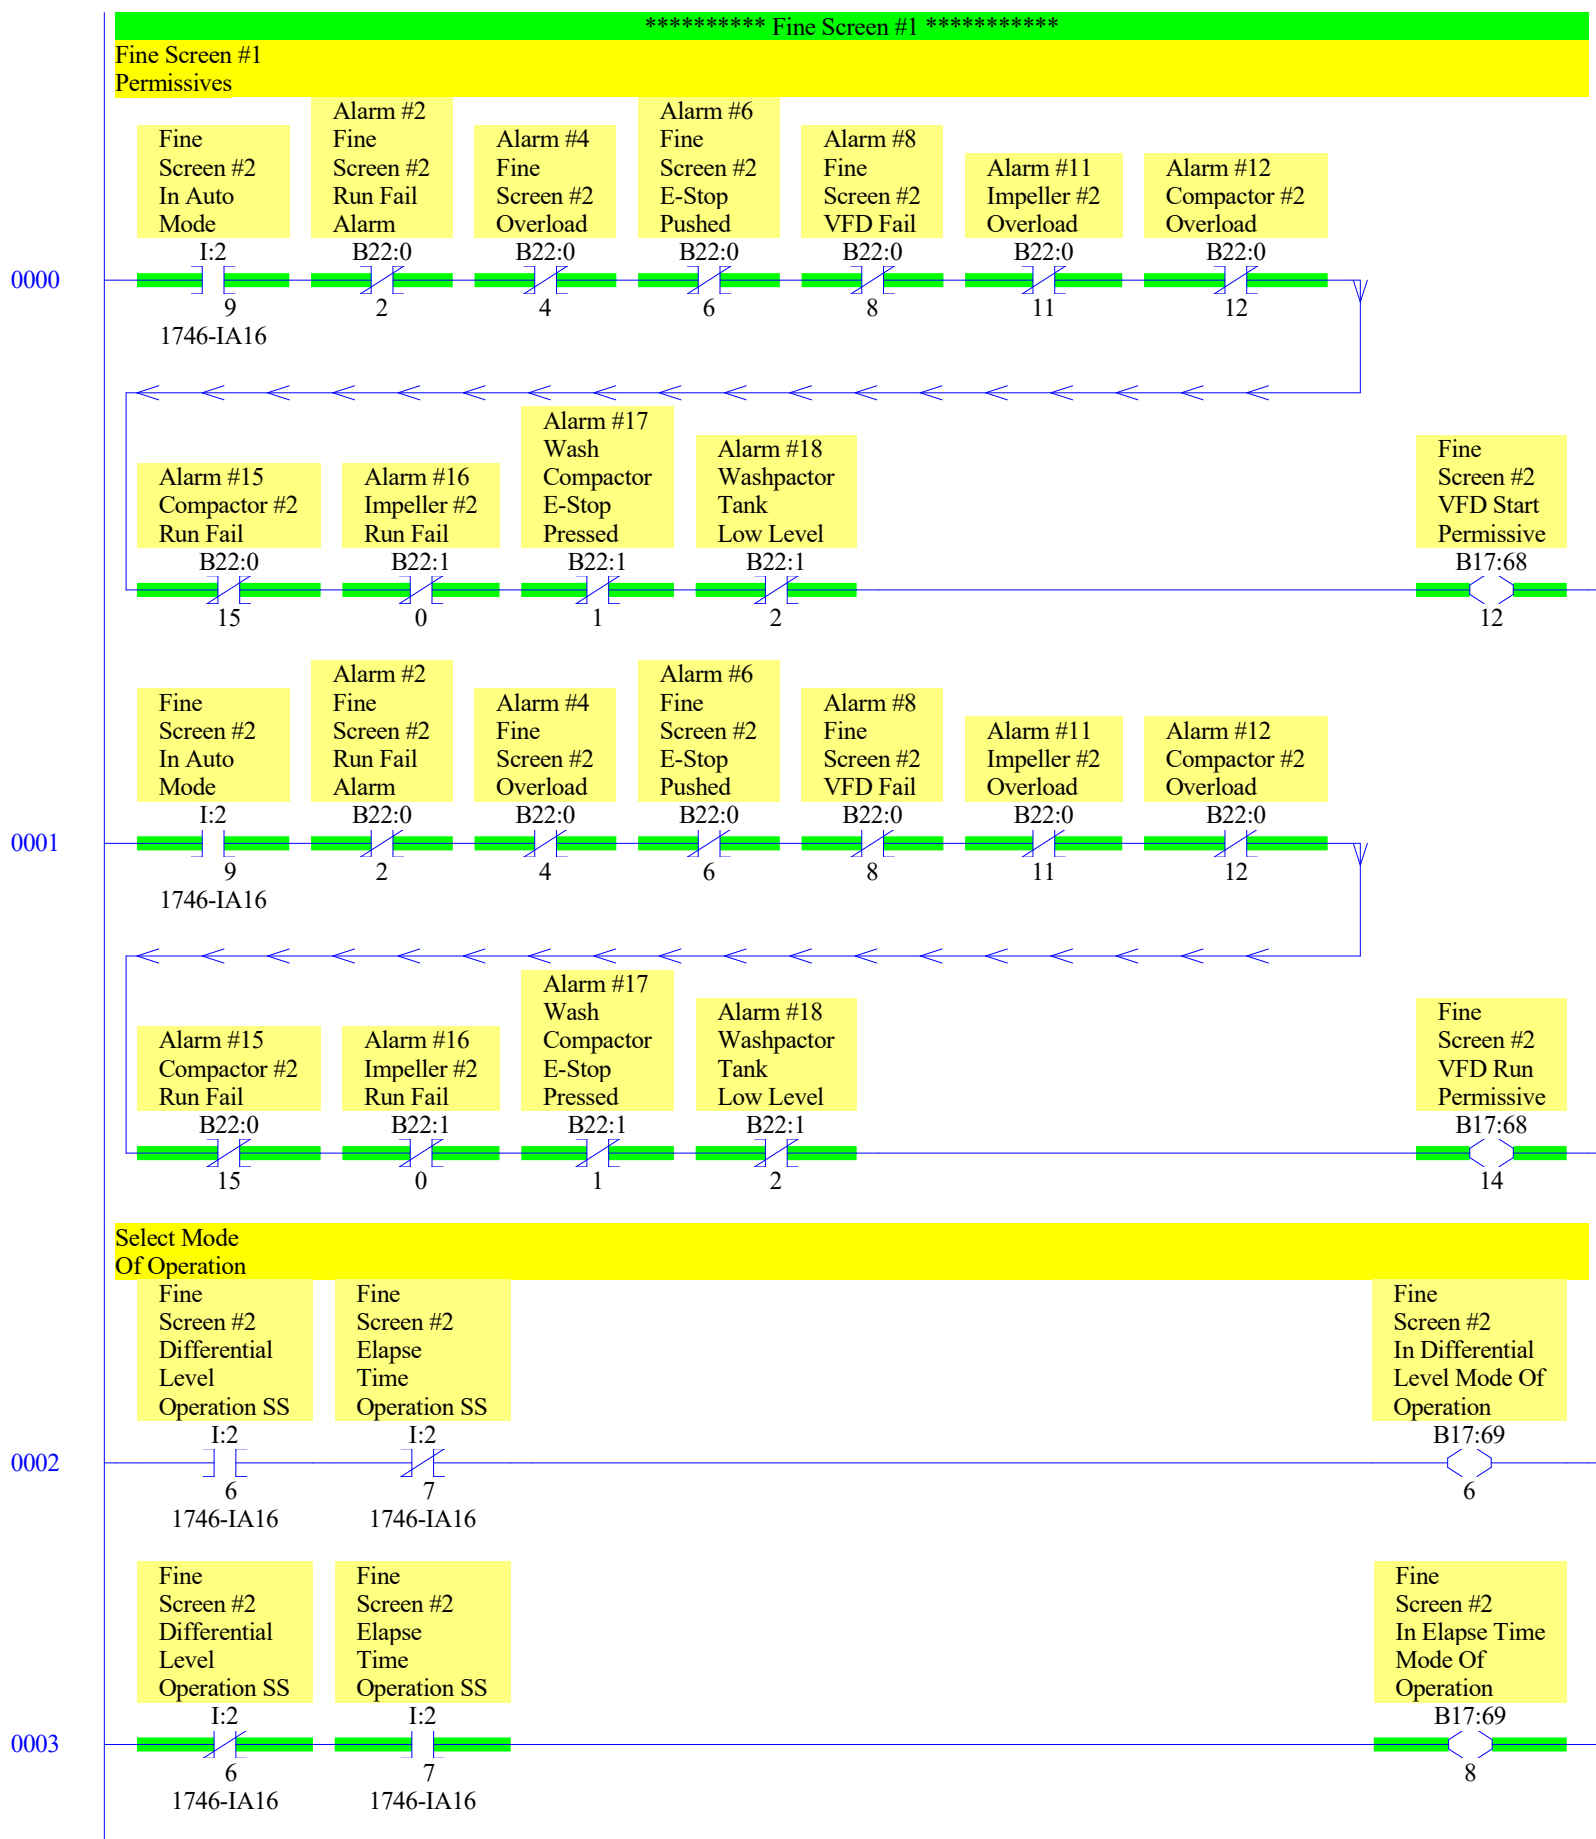 ********** Fine Screen #1 ***********
Fine Screen #1
Permissives
Fine
Screen #2
In Auto
Mode
I:2
9
1746-IA16
Alarm #2
Fine
Screen #2
Run Fail
Alarm
B22:0
2
Alarm #4
Fine
Screen #2
Overload
B22:0
4
Alarm #6
Fine
Screen #2
E-Stop
Pushed
B22:0
6
Alarm #8
Fine
Screen #2
VFD Fail
B22:0
8
Alarm #11
Impeller #2
Overload
B22:0
11
Alarm #12
Compactor #2
Overload
B22:0
12
0000
Alarm #15
Compactor #2
Run Fail
B22:0
15
Alarm #16
Impeller #2
Run Fail
B22:1
0
Alarm #17
Wash
Compactor
E-Stop
Pressed
B22:1
1
Alarm #18
Washpactor
Tank
Low Level
B22:1
2
Fine
Screen #2
VFD Start
Permissive
B17:68
12
Fine
Screen #2
In Auto
Mode
I:2
9
1746-IA16
Alarm #2
Fine
Screen #2
Run Fail
Alarm
B22:0
2
Alarm #4
Fine
Screen #2
Overload
B22:0
4
Alarm #6
Fine
Screen #2
E-Stop
Pushed
B22:0
6
Alarm #8
Fine
Screen #2
VFD Fail
B22:0
8
Alarm #11
Impeller #2
Overload
B22:0
11
Alarm #12
Compactor #2
Overload
B22:0
12
0001
Alarm #15
Compactor #2
Run Fail
B22:0
15
Alarm #16
Impeller #2
Run Fail
B22:1
0
Alarm #17
Wash
Compactor
E-Stop
Pressed
B22:1
1
Alarm #18
Washpactor
Tank
Low Level
B22:1
2
Fine
Screen #2
VFD Run
Permissive
B17:68
14
Select Mode
Of Operation
Fine
Screen #2
Differential
Level
Operation SS
I:2
6
1746-IA16
Fine
Screen #2
Elapse
Time
Operation SS
I:2
7
1746-IA16
Fine
Screen #2
In Differential
Level Mode Of
Operation
B17:69
6
0002
Fine
Screen #2
Differential
Level
Operation SS
I:2
6
1746-IA16
Fine
Screen #2
Elapse
Time
Operation SS
I:2
7
1746-IA16
Fine
Screen #2
In Elapse Time
Mode Of
Operation
B17:69
8
0003